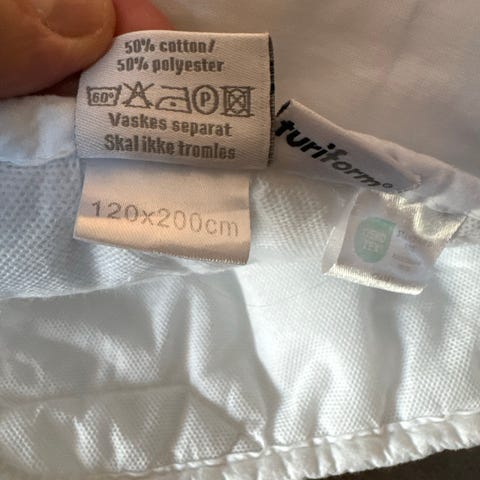 50% cotton/
50% polyester
60° P
Vaskes separat
Skal ikke tromles
120x200cm
turiform®